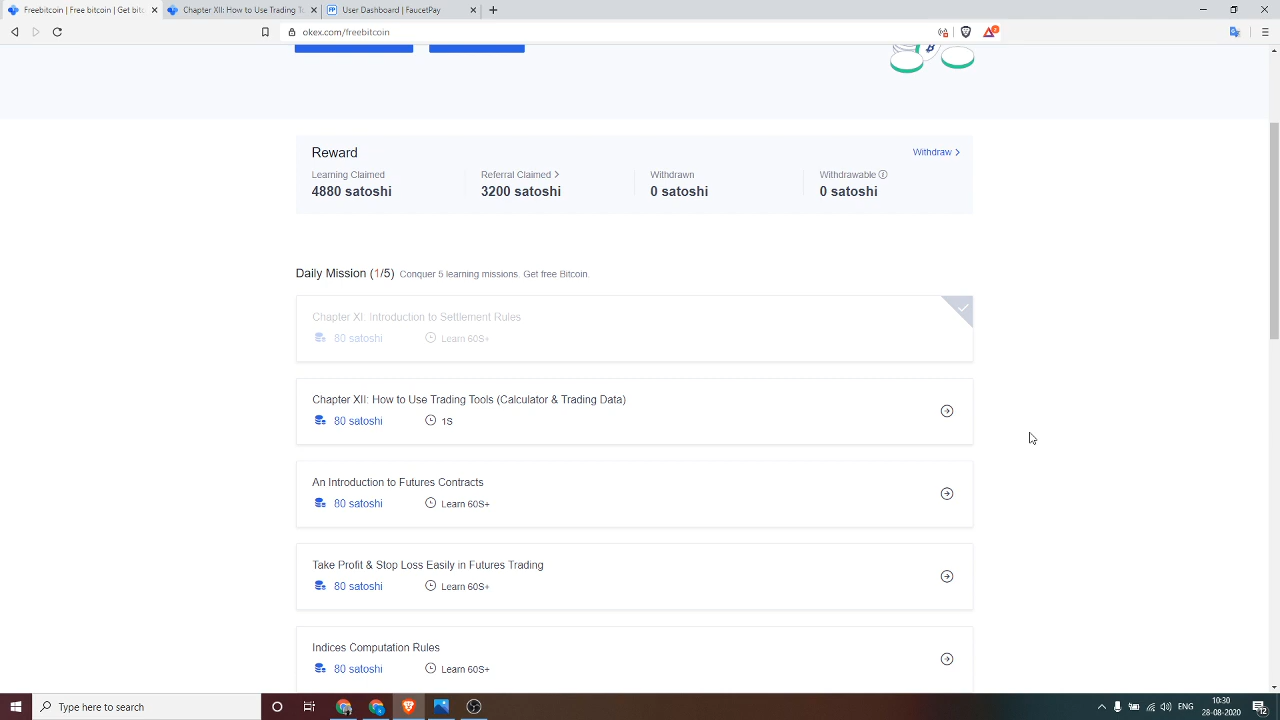 Freebitcoin | Free bitcoin | Get bitc
Chapter XII: How to Use Trading To
User Dashboard | FaucetPay
okex.com/freebitcoin
2
Reward
Withdraw
Learning Claimed
Referral Claimed
Withdrawn
Withdrawable
4880 satoshi
3200 satoshi
0 satoshi
0 satoshi
Daily Mission (1/5) Conquer 5 learning missions. Get free Bitcoin.
Chapter XI: Introduction to Settlement Rules
80 satoshi
Learn 60S+
Chapter XII: How to Use Trading Tools (Calculator & Trading Data)
80 satoshi
1S
An Introduction to Futures Contracts
80 satoshi
Learn 60S+
Take Profit & Stop Loss Easily in Futures Trading
80 satoshi
Learn 60S+
Indices Computation Rules
80 satoshi
Learn 60S+
Type here to search
ENG
10:30
28-08-2020
2